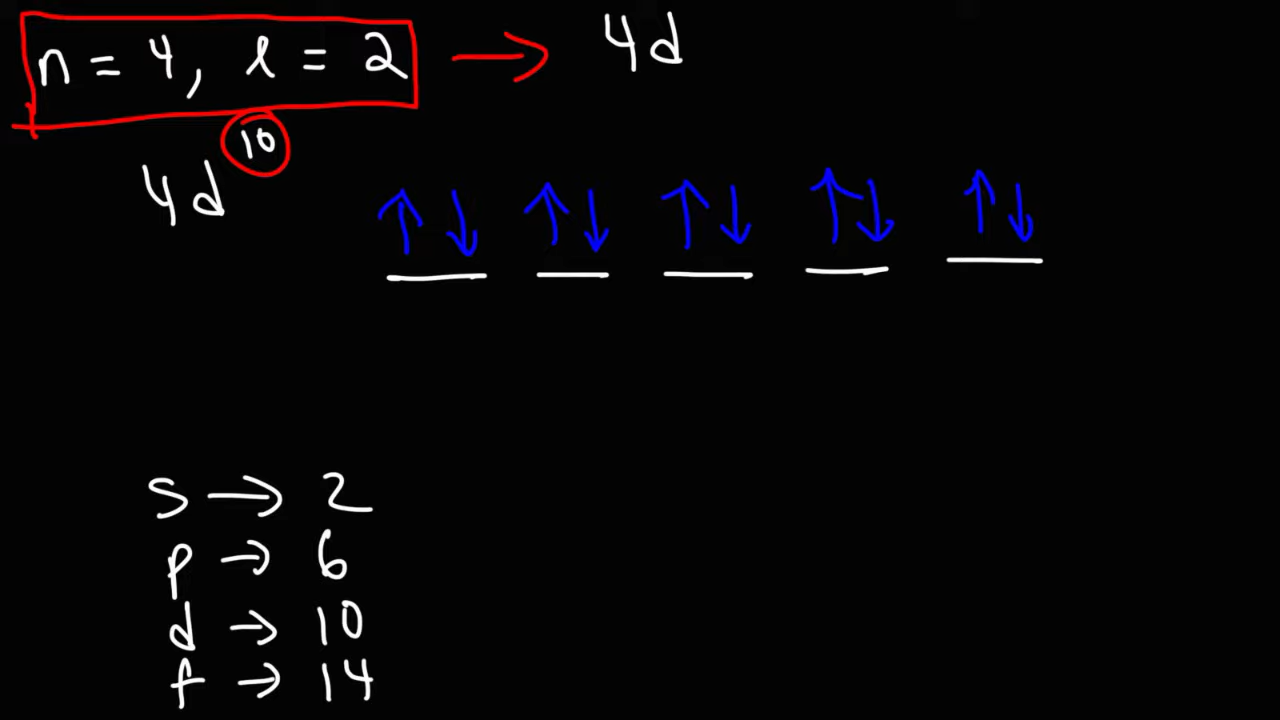 n = 4, l = 2 → 4d
4d¹⁰ ↑↓ ↑↓ ↑↓ ↑↓ ↑↓
s → 2
p → 6
d → 10
f → 14